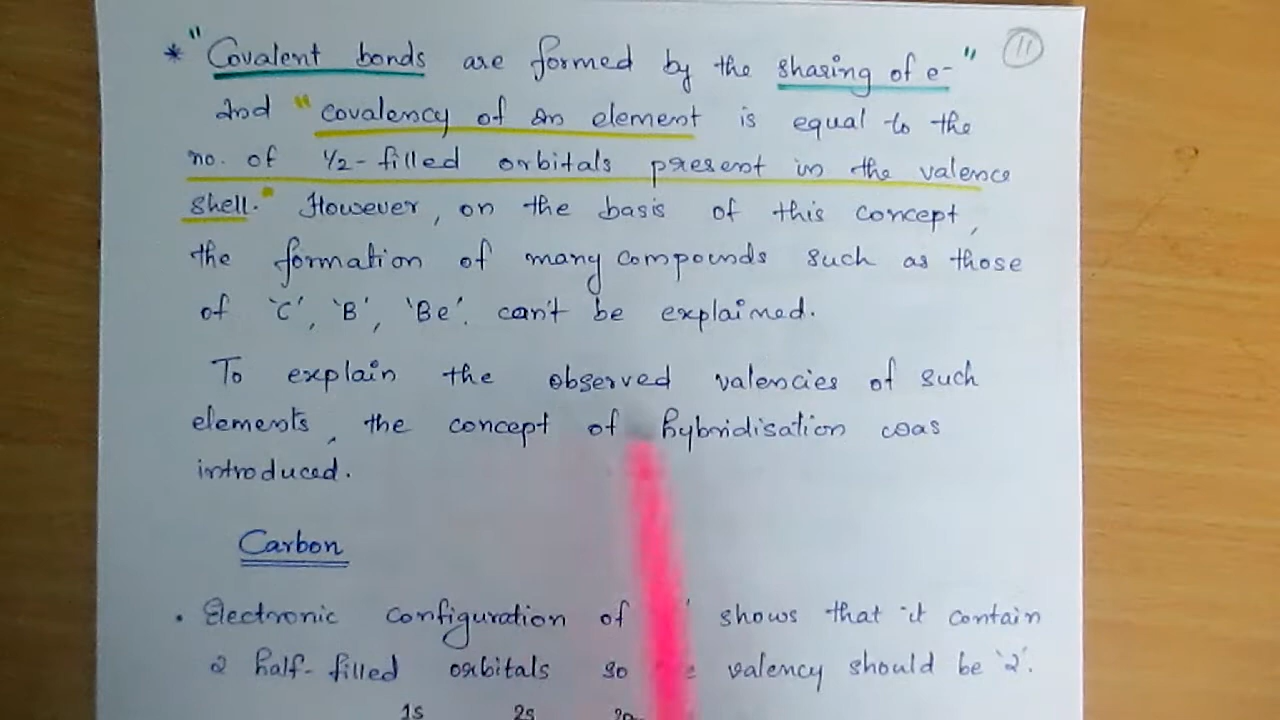 * "Covalent bonds are formed by the sharing of e-" 11
and "covalency of an element is equal to the
no. of 1/2-filled orbitals present in the valence
shell." However, on the basis of this concept,
the formation of many compounds such as those
of 'C', 'B', 'Be'. can't be explained.
To explain the observed valencies of such
elements, the concept of hybridisation was
introduced.
Carbon
• Electronic configuration of ' shows that it contain
2 half-filled orbitals so valency should be '2'.
1s 2s 2p